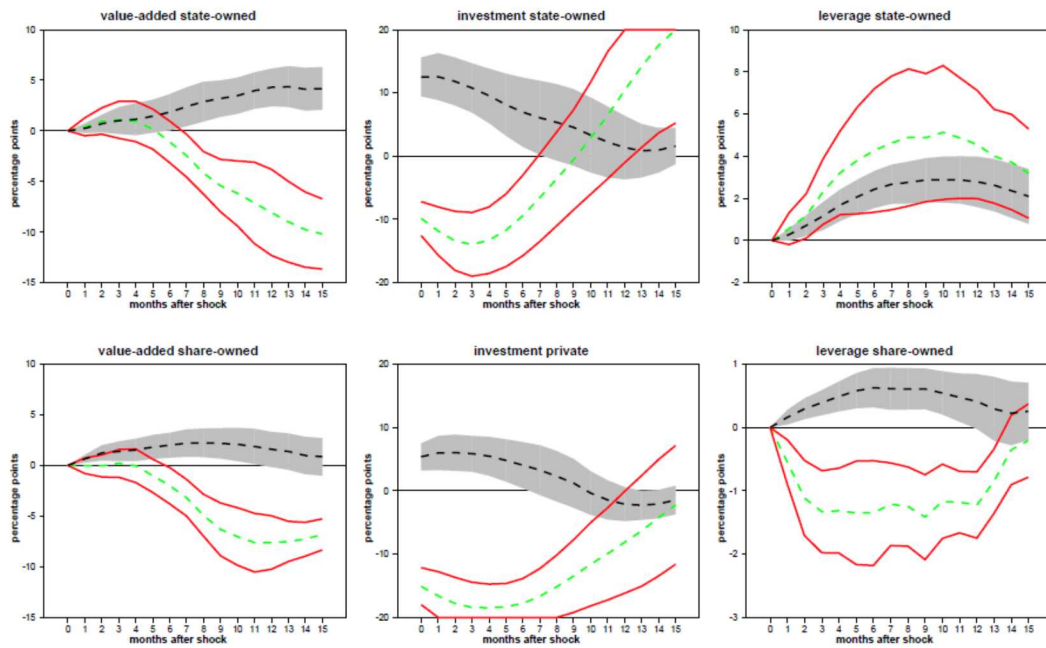 value-added state-owned
percentage points
10
5
0
-5
-10
-15
0 1 2 3 4 5 6 7 8 9 10 11 12 13 14 15
months after shock
investment state-owned
percentage points
20
10
0
-10
-20
0 1 2 3 4 5 6 7 8 9 10 11 12 13 14 15
months after shock
leverage state-owned
percentage points
10
8
6
4
2
0
-2
0 1 2 3 4 5 6 7 8 9 10 11 12 13 14 15
months after shock
value-added share-owned
percentage points
10
5
0
-5
-10
-15
0 1 2 3 4 5 6 7 8 9 10 11 12 13 14 15
months after shock
investment private
percentage points
20
10
0
-10
-20
0 1 2 3 4 5 6 7 8 9 10 11 12 13 14 15
months after shock
leverage share-owned
percentage points
1
0
-1
-2
-3
0 1 2 3 4 5 6 7 8 9 10 11 12 13 14 15
months after shock